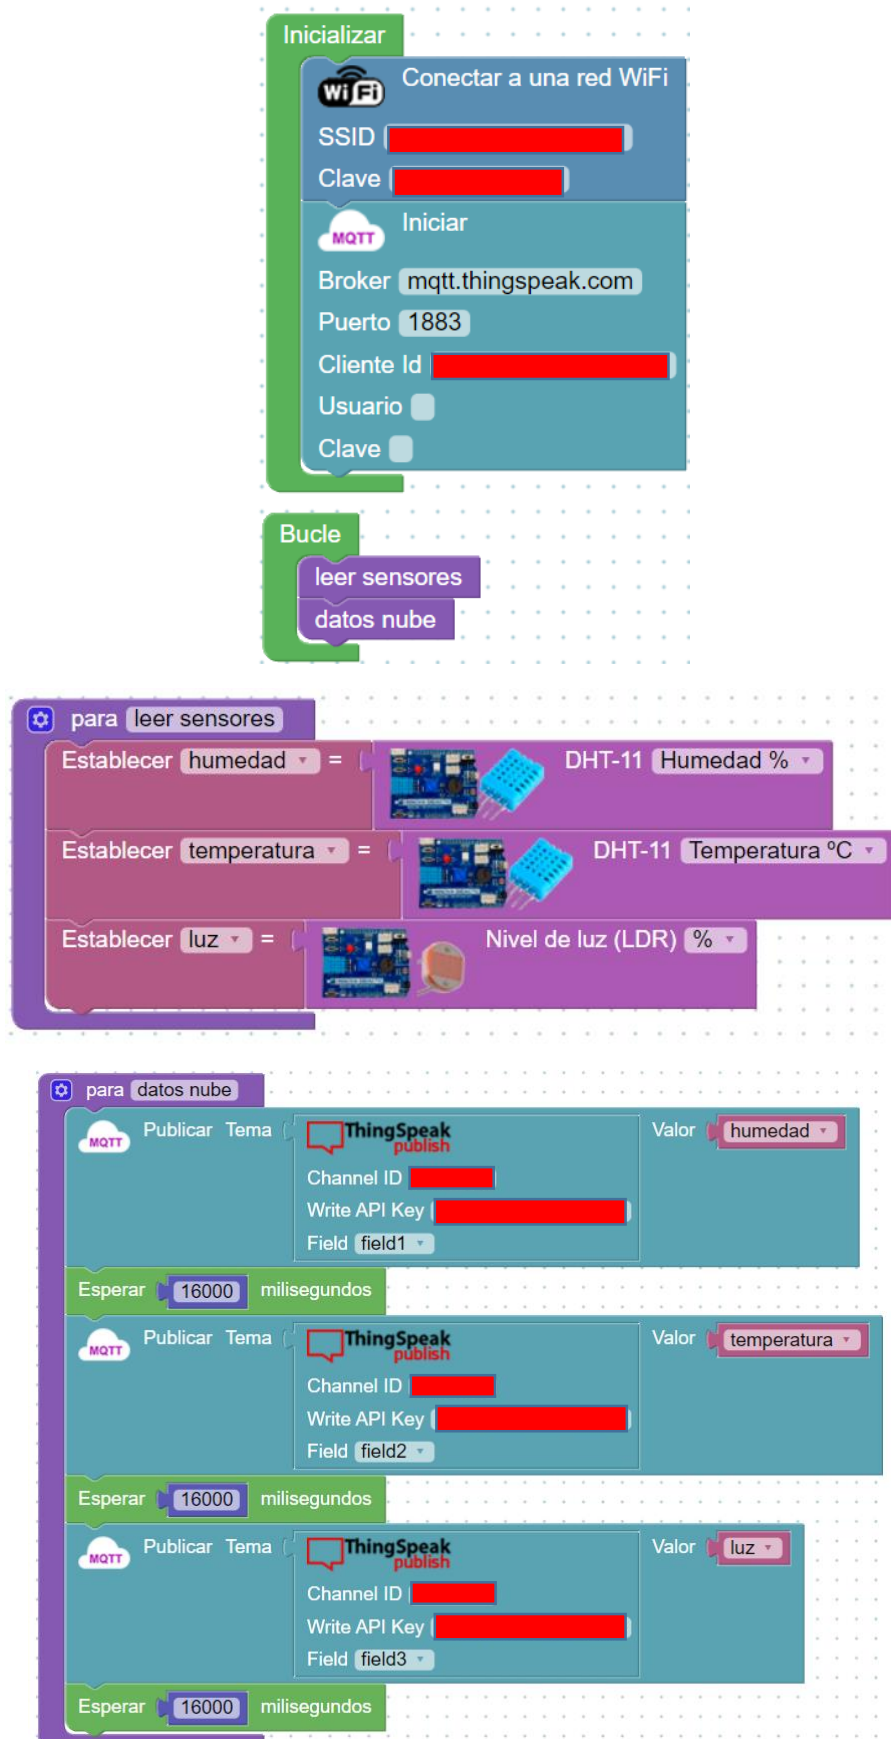 Inicializar
WiFi Conectar a una red WiFi
SSID
Clave
MQTT Iniciar
Broker mqtt.thingspeak.com
Puerto 1883
Cliente Id
Usuario
Clave
Bucle
leer sensores
datos nube
para leer sensores
Establecer humedad = DHT-11 Humedad %
Establecer temperatura = DHT-11 Temperatura ºC
Establecer luz = Nivel de luz (LDR) %
para datos nube
MQTT Publicar Tema ThingSpeak Valor humedad
publish
Channel ID
Write API Key
Field field1
Esperar 16000 milisegundos
MQTT Publicar Tema ThingSpeak Valor temperatura
publish
Channel ID
Write API Key
Field field2
Esperar 16000 milisegundos
MQTT Publicar Tema ThingSpeak Valor luz
publish
Channel ID
Write API Key
Field field3
Esperar 16000 milisegundos